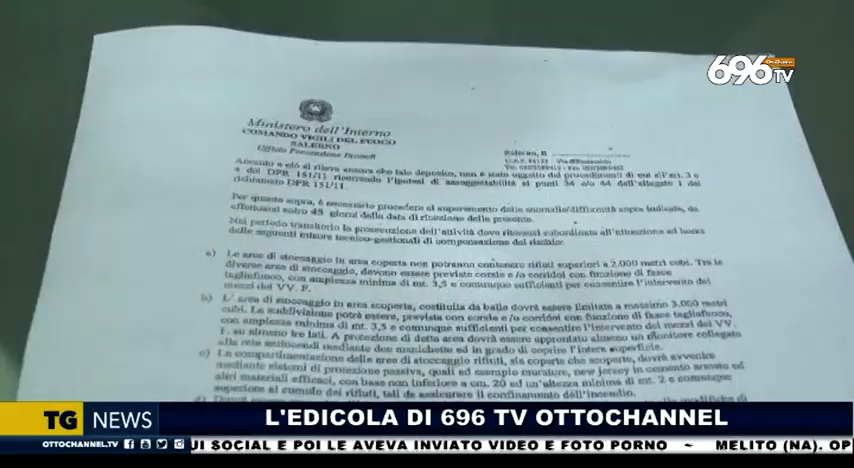 696 TV
Ministero dell'Interno
COMANDO VIGILI DEL FUOCO
SALERNO
Ufficio Prevenzione Incendi
Salerno, lì
Accanto a ciò si rileva ancora che tale deposito, non è stato oggetto dei procedimenti di cui all'art. 3 e
4 del DPR 151/11 ricorrendo l'ipotesi di assoggettabilità ai punti 34 e/o 44 dell'allegato 1 del
richiamato DPR 151/11.
Per quanto sopra, è necessario procedere al superamento delle anomalie/difformità sopra indicate, da
effettuarsi entro 45 giorni dalla data di ricezione della presente.
Nel periodo transitorio la prosecuzione dell'attività dove ritenersi subordinata all'attuazione ad horas
delle seguenti misure tecnico-gestionali di compensazione del rischio:
a) Le aree di stoccaggio in area coperta non potranno contenere rifiuti superiori a 2.000 metri cubi. Tra le
diverse aree di stoccaggio, devono essere previste corsie e/o corridoi con funzione di fasce
tagliafuoco, con ampiezza minima di mt. 3,5 e comunque sufficienti per consentire l'intervento dei
mezzi dei VV. F.
b) L' area di stoccaggio in area scoperta, costituita da balle dovrà essere limitata a massimo 3.000 metri
cubi. La suddivisione potrà essere, prevista con corsie e/o corridoi con funzione di fasce tagliafuoco,
con ampiezza minima di mt. 3,5 e comunque sufficienti per consentire l'intervento dei mezzi dei VV.
F. su almeno tre lati. A protezione di detta area dovrà essere approntato almeno un monitore collegato
alla rete antincendi mediante due manichette ed in grado di coprire l'intera superficie.
c) La compartimentazione delle aree di stoccaggio rifiuti, sia coperte che scoperte, dovrà avvenire
mediante sistemi di protezione passiva, quali ad esempio murature, new jersey in cemento armato ed
altri materiali efficaci, con base non inferiore a cm. 20 ed un'altezza minima di mt. 2 e comunque
superiore al cumulo dei rifiuti, tali da assicurare il confinamento dell'incendio.
TG NEWS
L'EDICOLA DI 696 TV OTTOCHANNEL
OTTOCHANNEL.TV
UI SOCIAL E POI LE AVEVA INVIATO VIDEO E FOTO PORNO ~ MELITO (NA). OP